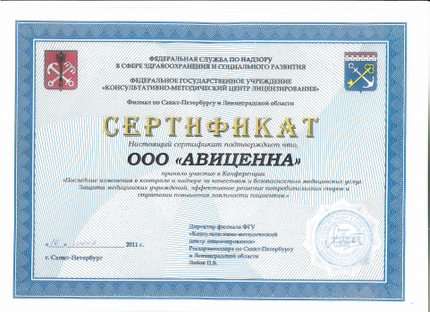 ФЕДЕРАЛЬНАЯ СЛУЖБА ПО НАДЗОРУ
В СФЕРЕ ЗДРАВООХРАНЕНИЯ И СОЦИАЛЬНОГО РАЗВИТИЯ
ФЕДЕРАЛЬНОЕ ГОСУДАРСТВЕННОЕ УЧРЕЖДЕНИЕ
«КОНСУЛЬТАТИВНО-МЕТОДИЧЕСКИЙ ЦЕНТР ЛИЦЕНЗИРОВАНИЯ»
Филиал по Санкт-Петербургу и Ленинградской области
СЕРТИФИКАТ
Настоящий сертификат подтверждает что,
ООО «АВИЦЕННА»
приняло участие в Конференции
«Последние изменения в контроле и надзоре за качеством и безопасностью медицинских услуг.
Защита медицинских учреждений, эффективное решение потребительских споров и
стратегии повышения лояльности пациентов»
2011 г.
г. Санкт-Петербург
Директор филиала ФГУ
«Консультативно-методический
центр лицензирования»
Росздравнадзора по Санкт-Петербургу
и Ленинградской области
Лобов П.В.